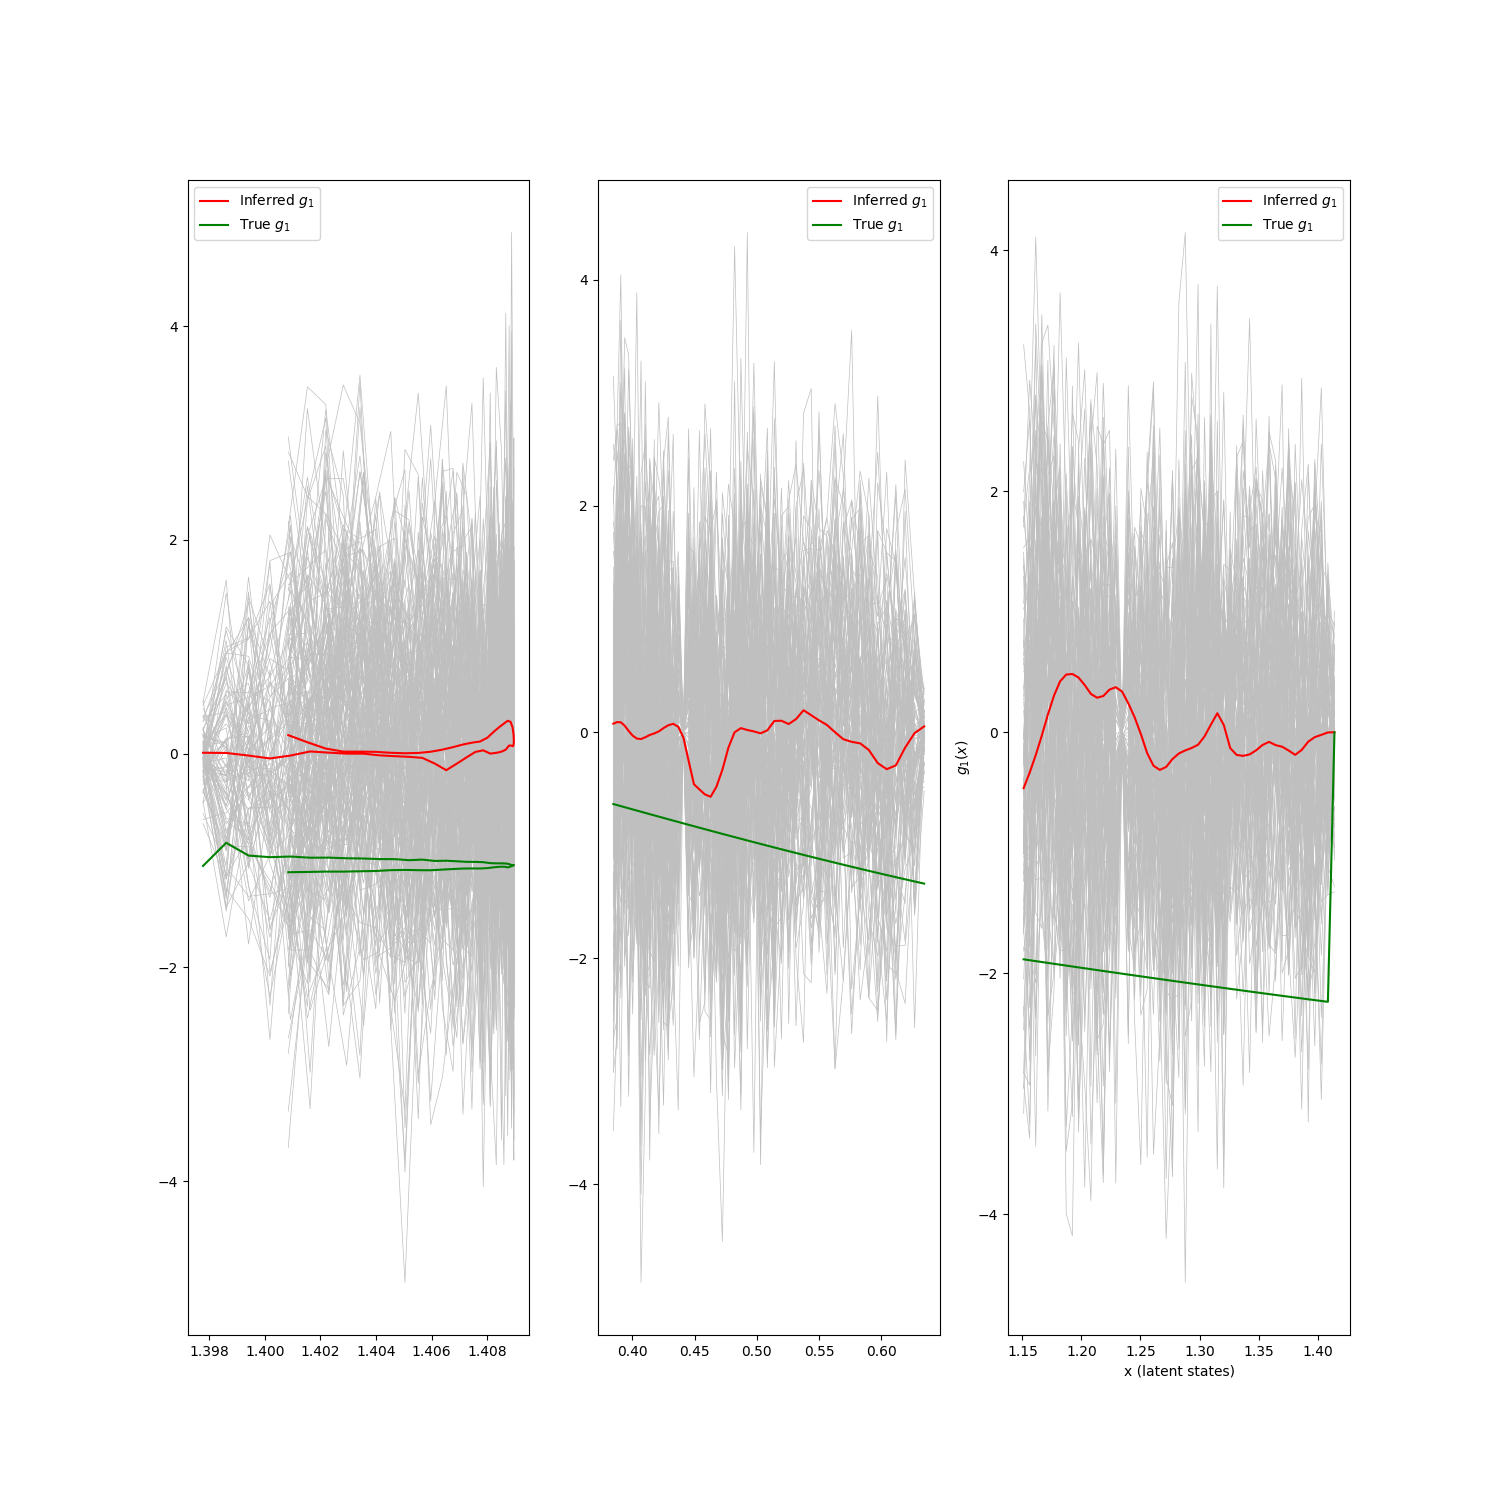 Inferred g₁
True g₁
4
2
0
−2
−4
1.398 1.400 1.402 1.404 1.406 1.408
Inferred g₁
True g₁
4
2
0
−2
−4
0.40 0.45 0.50 0.55 0.60
Inferred g₁
True g₁
g₁(x)
4
2
0
−2
−4
1.15 1.20 1.25 1.30 1.35 1.40
x (latent states)